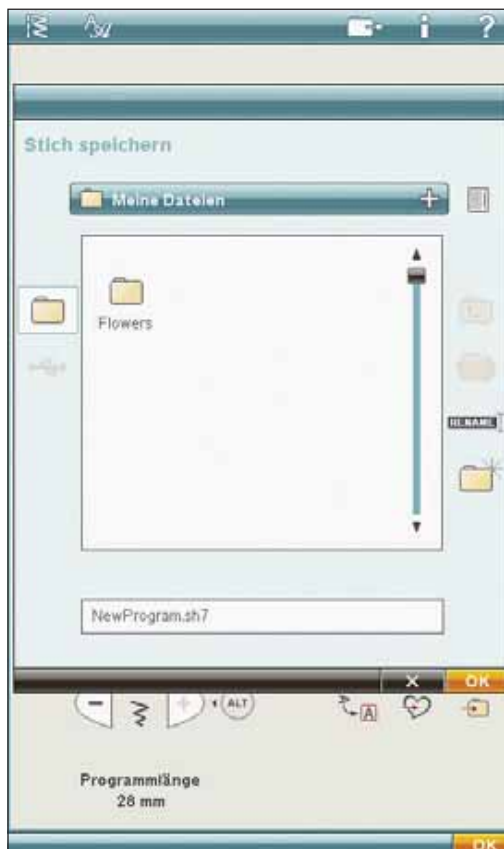 Stich speichern
Meine Dateien
Flowers
NewProgram.sh7
OK
ALT
A
Programmlänge
28 mm
OK